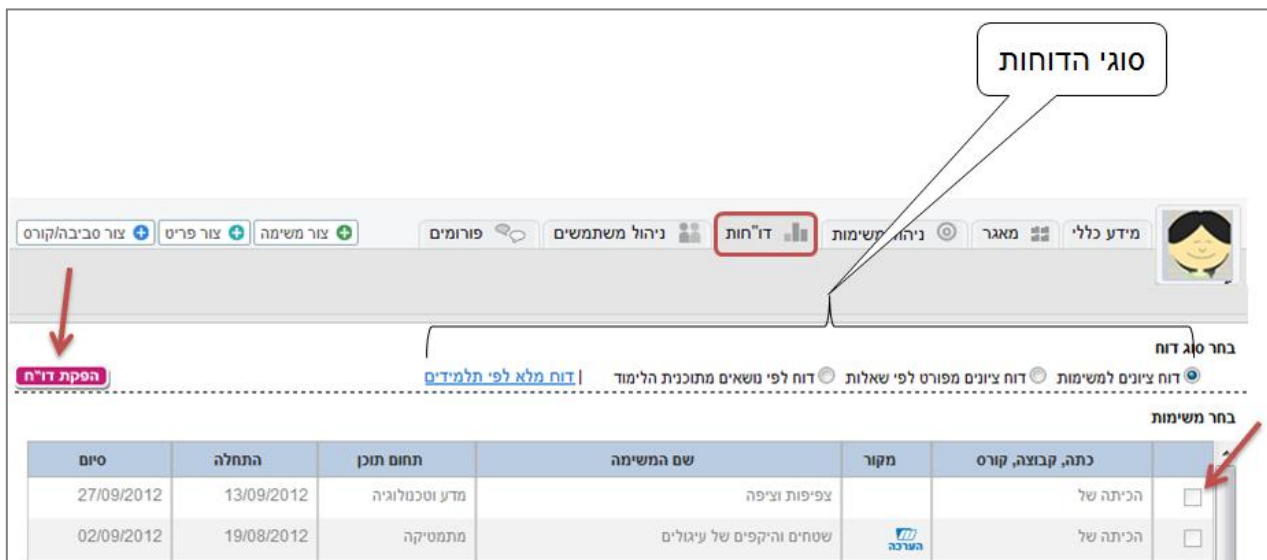 סוגי הדוחות
מידע כללי מאגר ניהול משימות דו"חות ניהול משתמשים פורומים צור משימה צור פריט צור סביבה/קורס
בחר סוג דוח
דוח ציונים למשימות דוח ציונים מפורט לפי שאלות דוח לפי נושאים מתוכנית הלימוד | דוח מלא לפי תלמידים הפקת דו"ח
בחר משימות
כתה, קבוצה, קורס מקור שם המשימה תחום תוכן התחלה סיום
הכיתה של צפיפות וציפה מדע וטכנולוגיה 13/09/2012 27/09/2012
הכיתה של הערכה שטחים והיקפים של עיגולים מתמטיקה 19/08/2012 02/09/2012